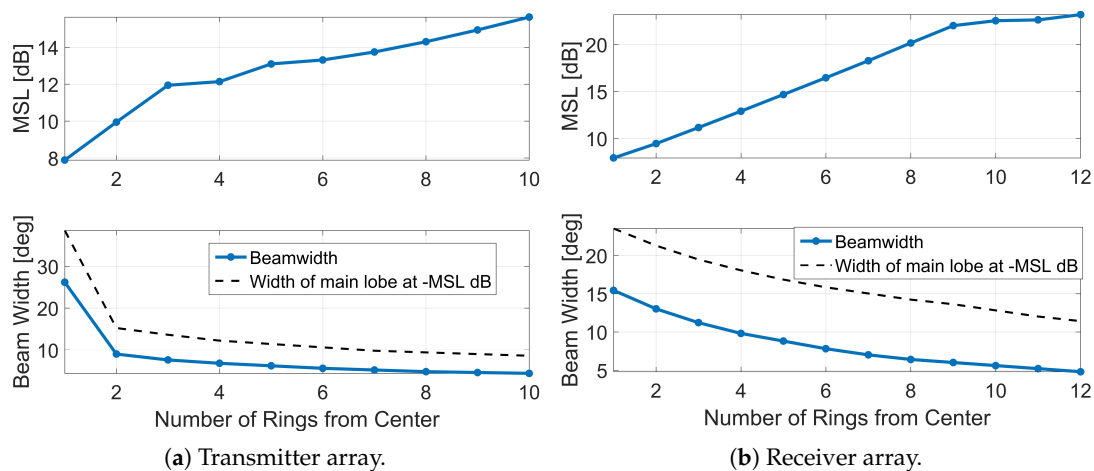 MSL [dB]
14
12
10
8
2 4 6 8 10
MSL [dB]
20
15
10
2 4 6 8 10 12
Beam Width [deg]
30
20
10
Beamwidth
Width of main lobe at -MSL dB
2 4 6 8 10
Number of Rings from Center
Beam Width [deg]
20
15
10
5
Beamwidth
Width of main lobe at -MSL dB
2 4 6 8 10 12
Number of Rings from Center
(a) Transmitter array.
(b) Receiver array.